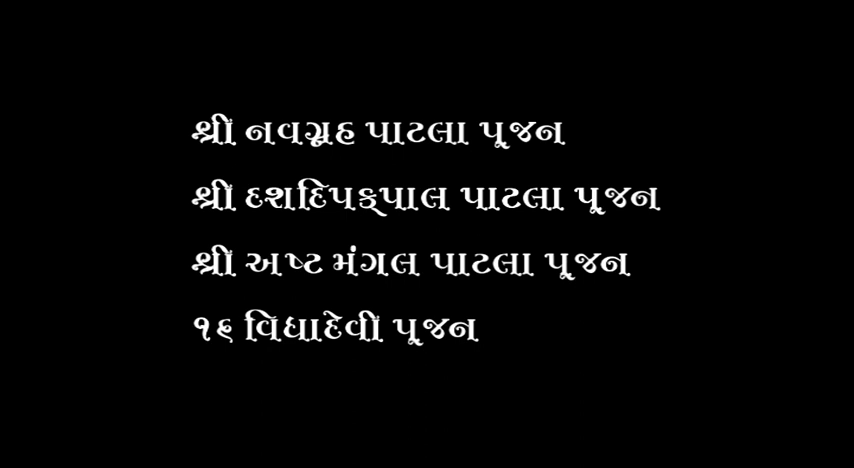 શ્રી નવગ્રહ પાટલા પૂજન
શ્રી દશદિપક્પાલ પાટલા પૂજન
શ્રી અષ્ટ મંગલ પાટલા પૂજન
૧૬ વિધાદેવી પૂજન